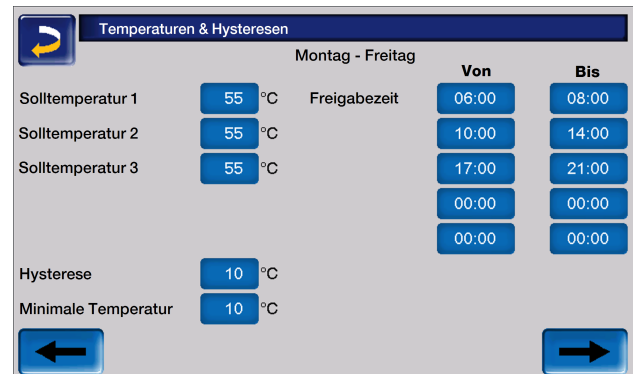 Temperaturen & Hysteresen
Montag - Freitag
Von Bis
Solltemperatur 1 55 °C Freigabezeit 06:00 08:00
Solltemperatur 2 55 °C 10:00 14:00
Solltemperatur 3 55 °C 17:00 21:00
00:00 00:00
00:00 00:00
Hysterese 10 °C
Minimale Temperatur 10 °C